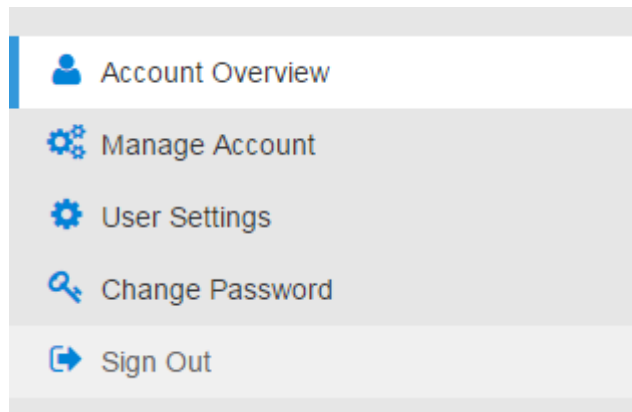 Account Overview
Manage Account
User Settings
Change Password
Sign Out